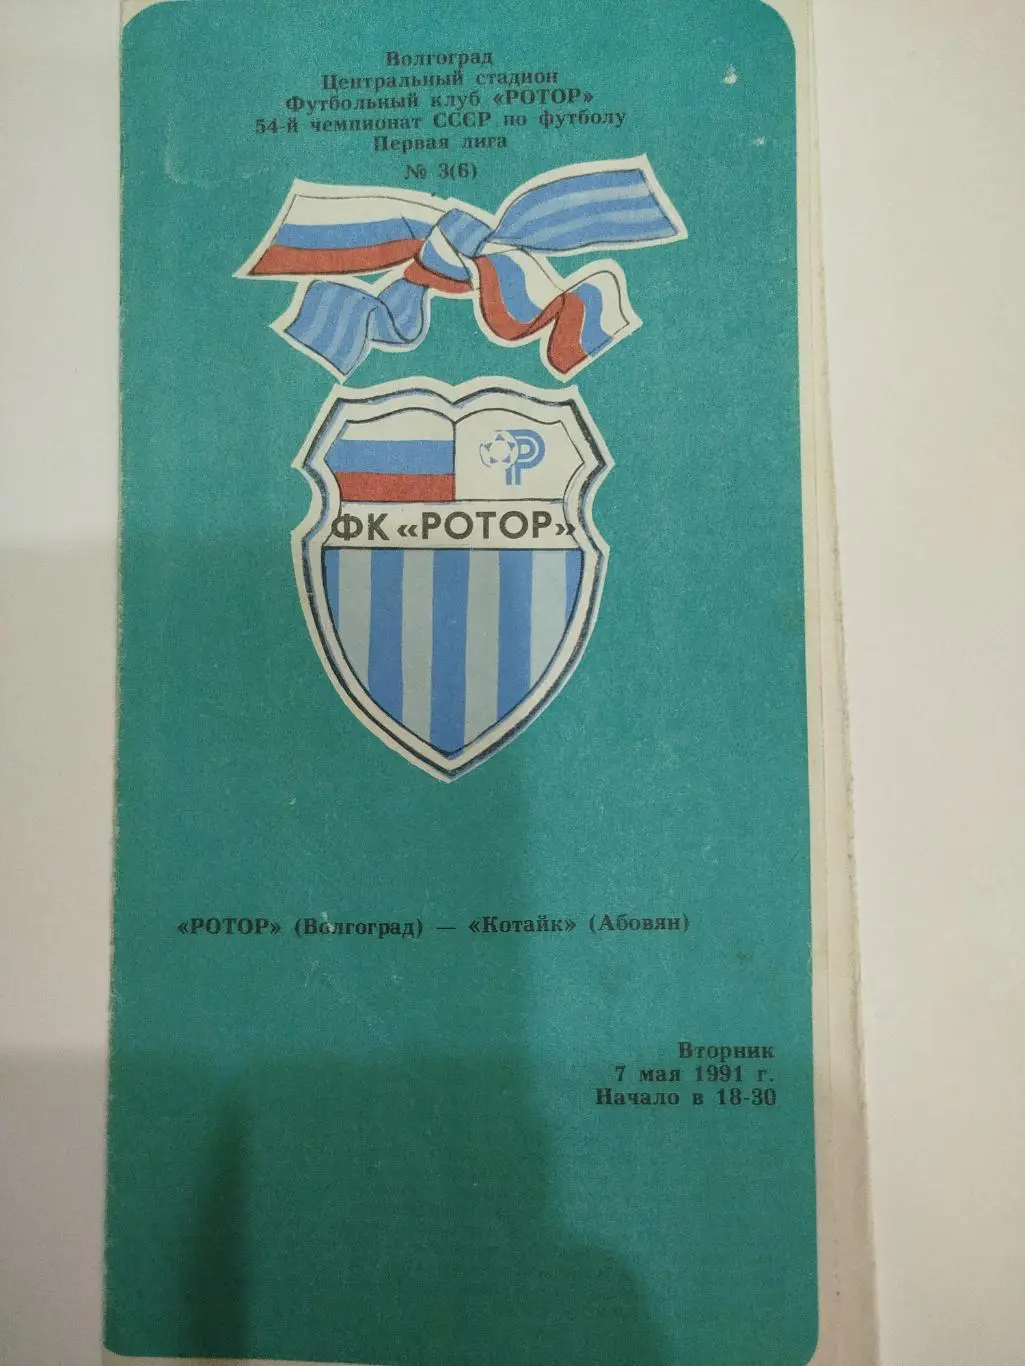 Волгоград
Центральный стадион
Футбольный клуб «РОТОР»
54-й чемпионат СССР по футболу
Первая лига
№ 3(6)
Р
ФК «РОТОР»
«РОТОР» (Волгоград) — «Котайк» (Абовян)
Вторник
7 мая 1991 г.
Начало в 18-30